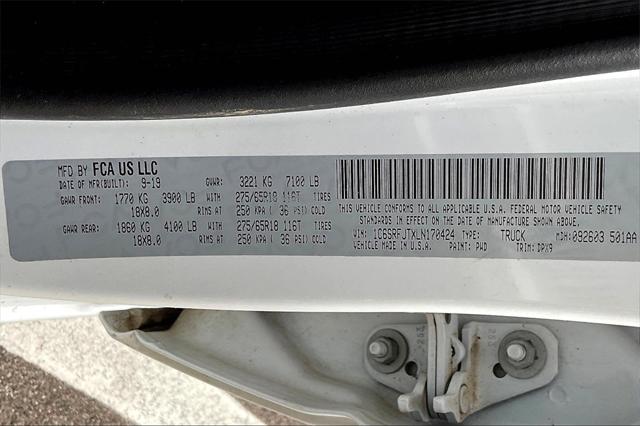 MFD BY FCA US LLC
DATE OF MFR(BUILT): 9-19 GVWR: 3221 KG 7100 LB
GAWR FRONT: 1770 KG 3900 LB WITH 275/65R18 116T TIRES
18X8.0 RIMS AT 250 KPA ( 36 PSI) COLD
GAWR REAR: 1860 KG 4100 LB WITH 275/65R18 116T TIRES
18X8.0 RIMS AT 250 KPA ( 36 PSI) COLD
THIS VEHICLE CONFORMS TO ALL APPLICABLE U.S.A. FEDERAL MOTOR VEHICLE SAFETY
STANDARDS IN EFFECT ON THE DATE OF MANUFACTURE SHOWN ABOVE.
VIN: 1C6SRFJTXLN170424 TYPE: TRUCK MDH: 092603 501AA
VEHICLE MADE IN U.S.A. PAINT: PWD TRIM: DPX9